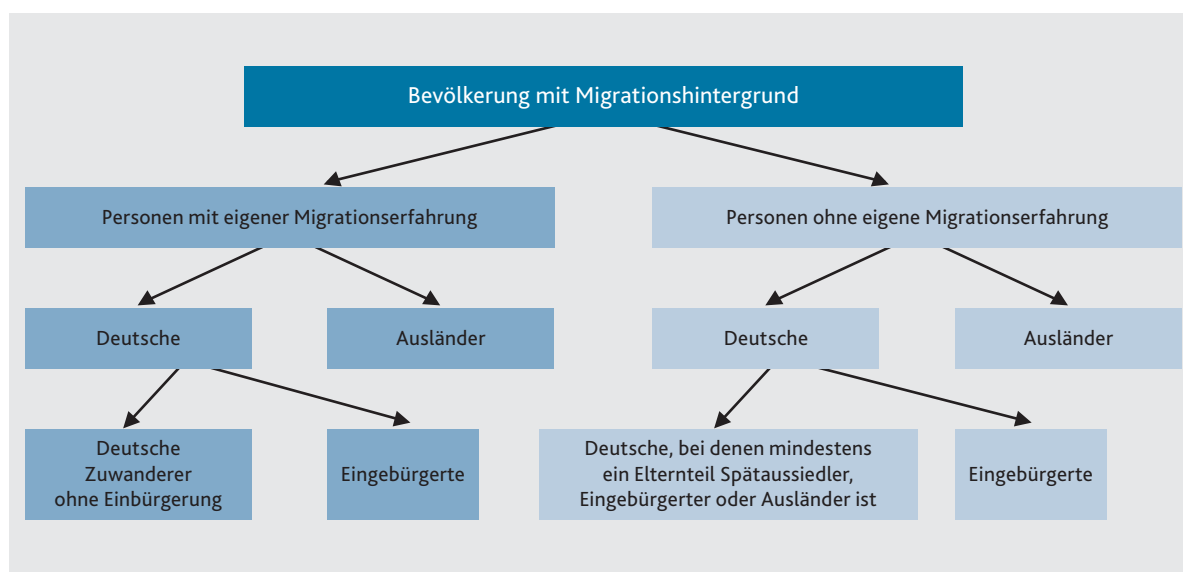 Bevölkerung mit Migrationshintergrund
Personen mit eigener Migrationserfahrung
Personen ohne eigene Migrationserfahrung
Deutsche
Ausländer
Deutsche
Ausländer
Deutsche
Zuwanderer
ohne Einbürgerung
Eingebürgerte
Deutsche, bei denen mindestens
ein Elternteil Spätaussiedler,
Eingebürgerter oder Ausländer ist
Eingebürgerte